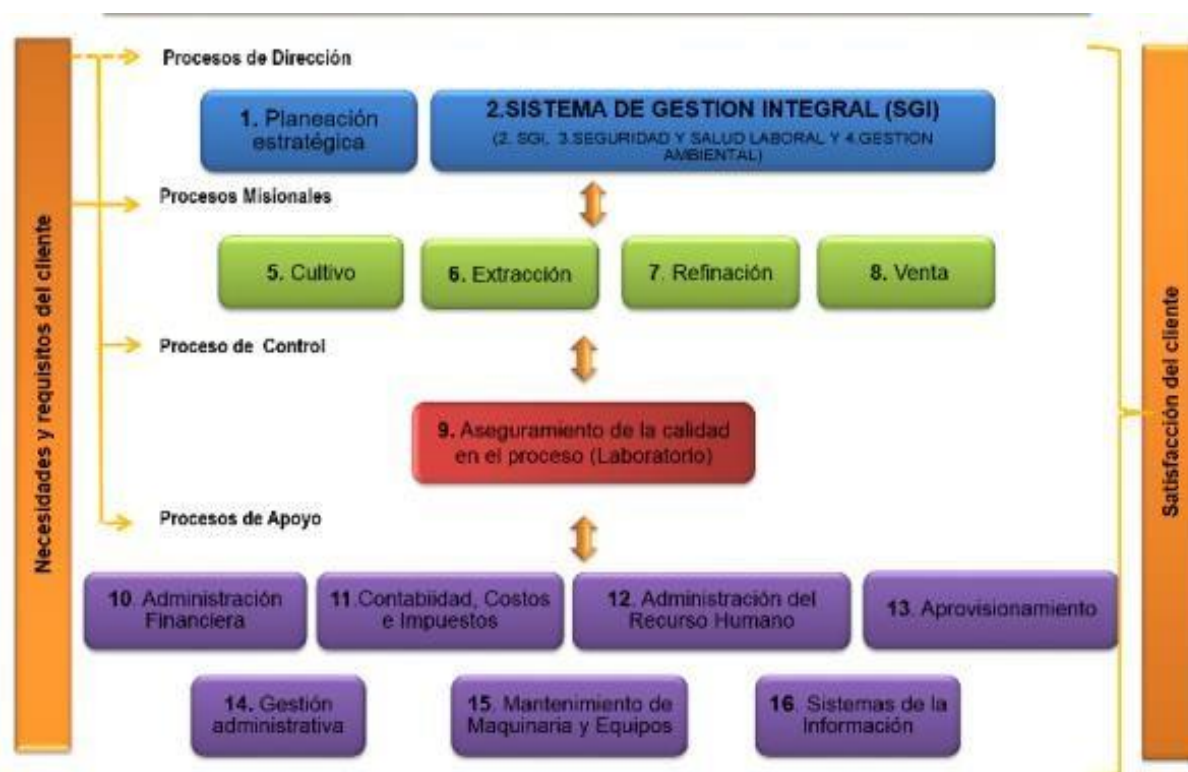 Necesidades y requisitos del cliente
Procesos de Dirección
1. Planeación
estratégica
2.SISTEMA DE GESTION INTEGRAL (SGI)
(2. SGI, 3.SEGURIDAD Y SALUD LABORAL Y 4.GESTION
AMBIENTAL)
Procesos Misionales
5. Cultivo
6. Extracción
7. Refinación
8. Venta
Proceso de Control
9. Aseguramiento de la calidad
en el proceso (Laboratorio)
Procesos de Apoyo
10. Administración
Financiera
11.Contabiidad, Costos
e Impuestos
12. Administración del
Recurso Humano
13. Aprovisionamiento
14. Gestión
administrativa
15. Mantenimiento de
Maquinaria y Equipos
16. Sistemas de la
Información
Satisfacción del cliente